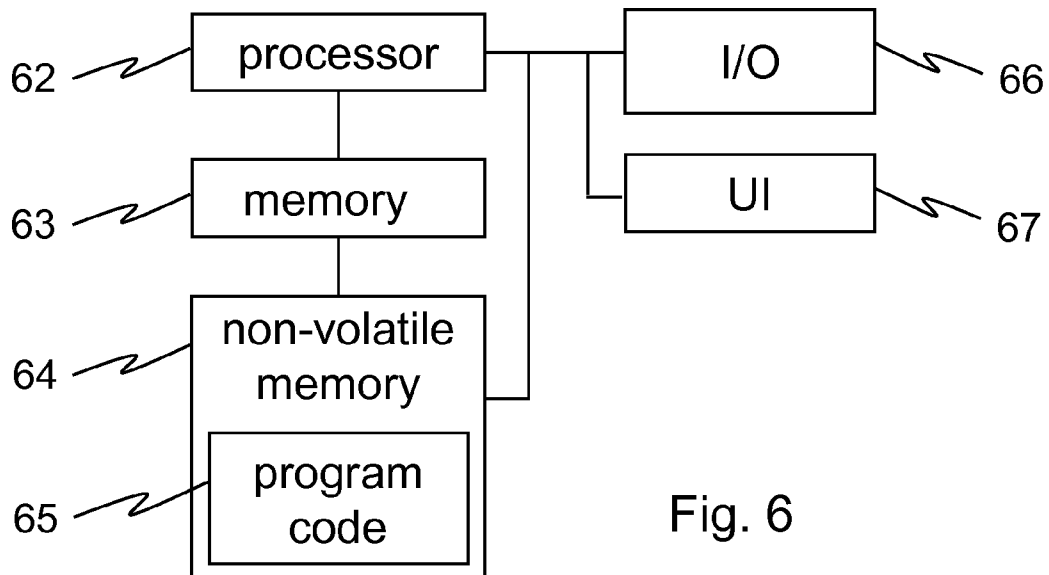 62
processor
I/O
66
63
memory
UI
67
64
non-volatile
memory
65
program
code
Fig. 6